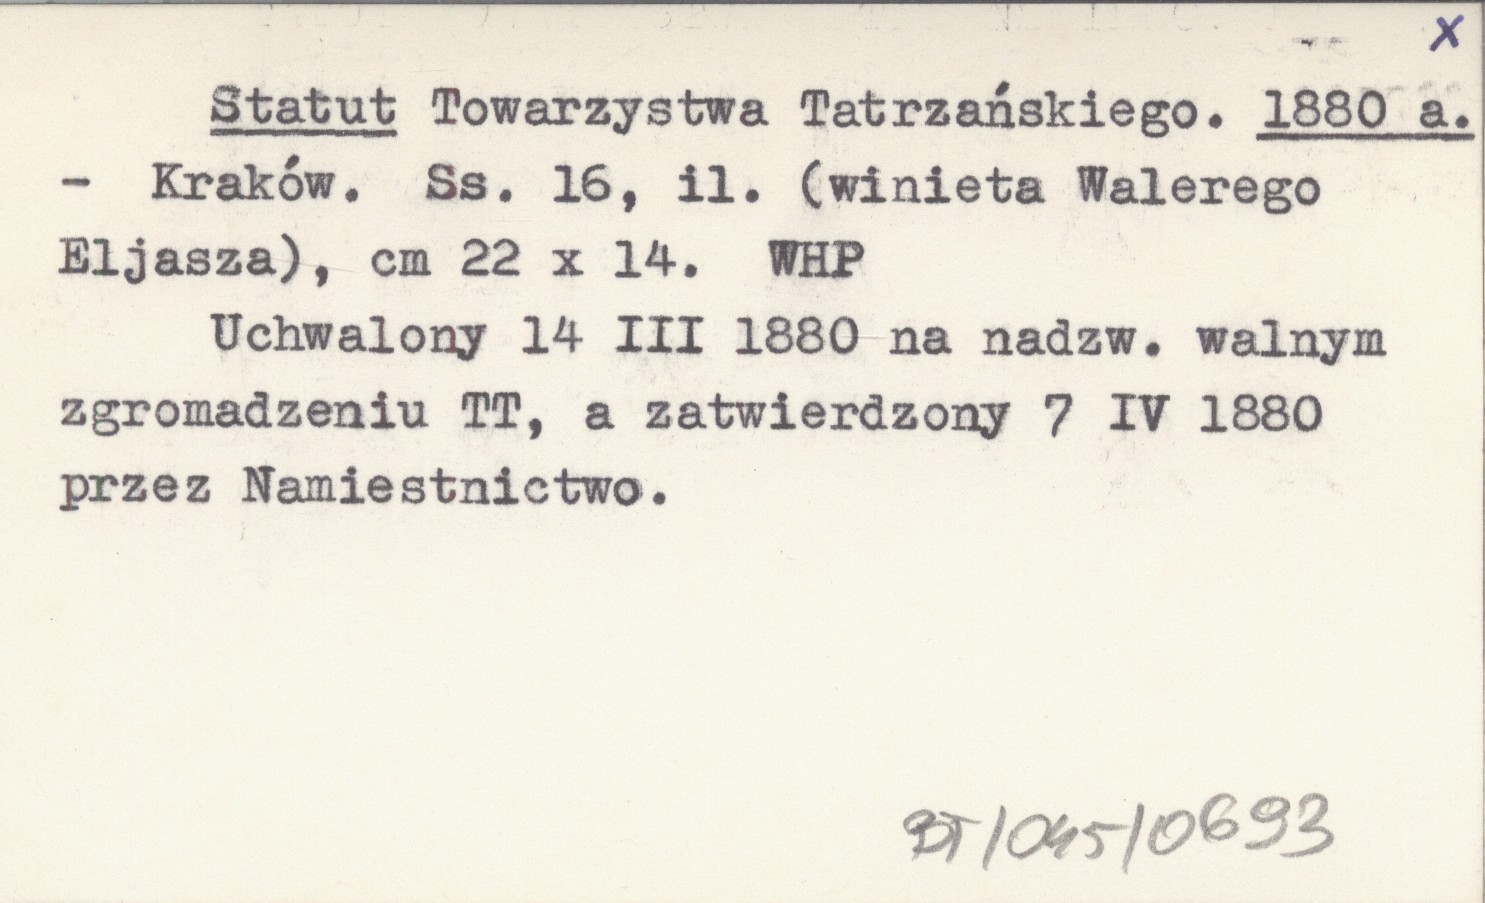 x
Statut Towarzystwa Tatrzańskiego. 1880 a.
- Kraków. Ss. 16, il. (winieta Walerego
Eljasza), cm 22 x 14. WHP
Uchwalony 14 III 1880 na nadzw. walnym
zgromadzeniu TT, a zatwierdzony 7 IV 1880
przez Namiestnictwo.
BT/045/0693